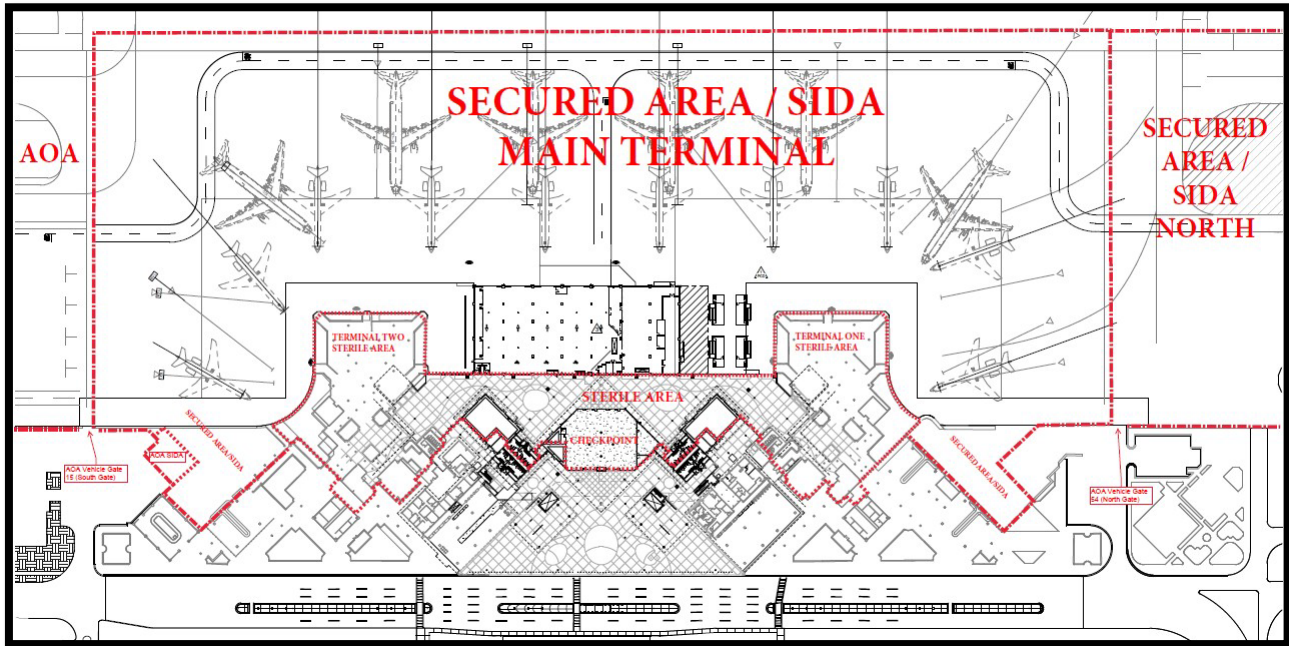 SECURED AREA / SIDA
MAIN TERMINAL
AOA
SECURED
AREA /
SIDA
NORTH
TERMINAL TWO
STERILE AREA
TERMINAL ONE
STERILE AREA
STERILE AREA
CHECKPOINT
SECURED AREA/SIDA
AOA SIDA
SECURED AREA/SIDA
AOA Vehicle Gate
15 (South Gate)
AOA Vehicle Gate
54 (North Gate)